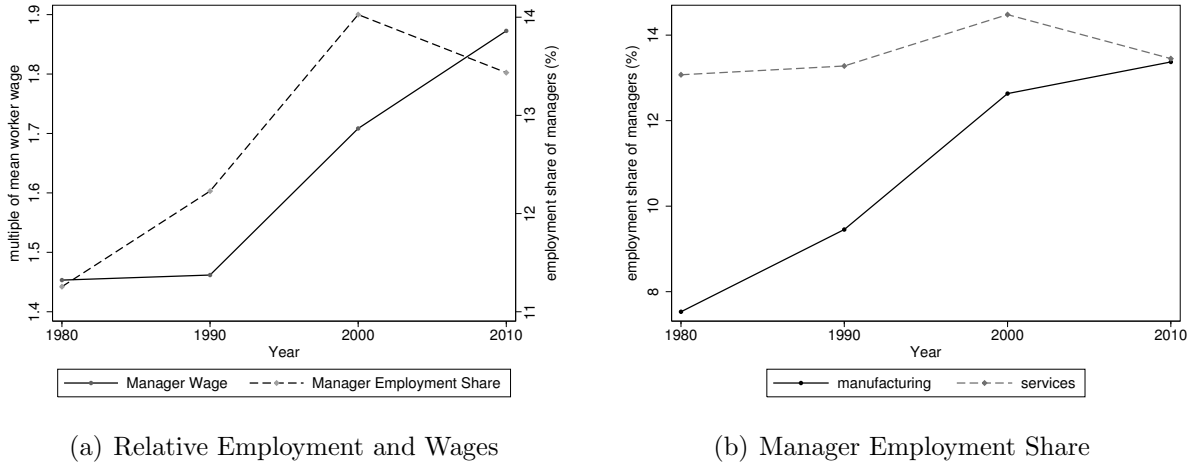 1.9
1.8
1.7
1.6
1.5
1.4
multiple of mean worker wage
14
13
12
11
employment share of managers (%)
1980 1990 2000 2010
Year
Manager Wage Manager Employment Share
(a) Relative Employment and Wages
14
12
10
8
employment share of managers (%)
1980 1990 2000 2010
Year
manufacturing services
(b) Manager Employment Share